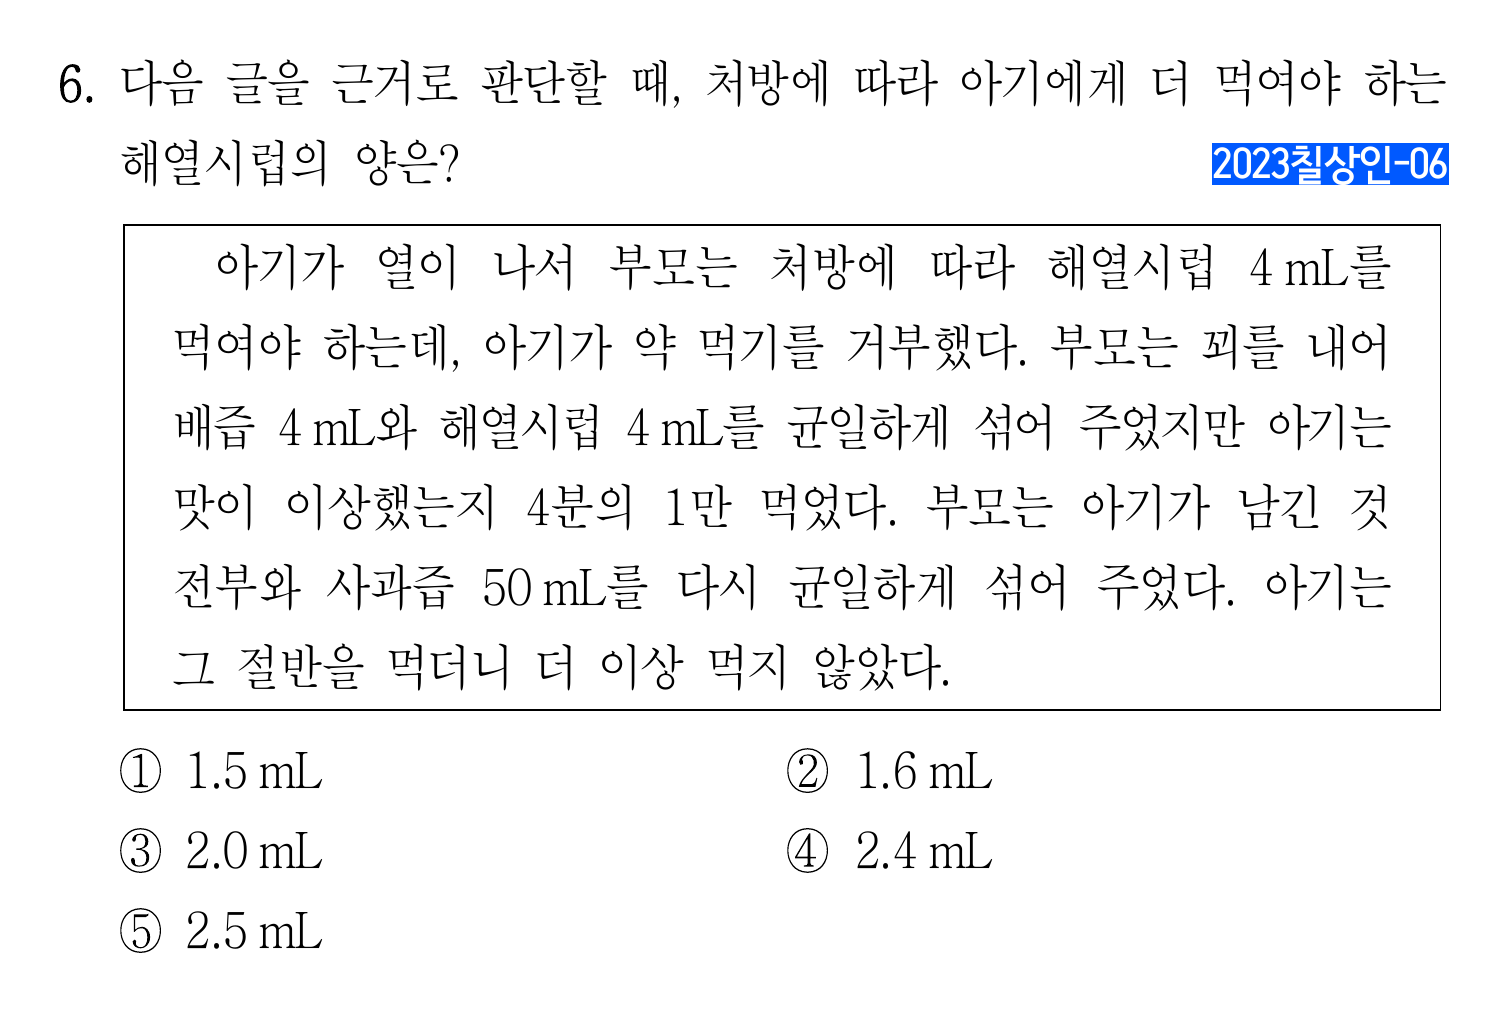 6. 다음 글을 근거로 판단할 때, 처방에 따라 아기에게 더 먹여야 하는
해열시럽의 양은?
2023칠상인-06
아기가 열이 나서 부모는 처방에 따라 해열시럽 4 mL를
먹여야 하는데, 아기가 약 먹기를 거부했다. 부모는 꾀를 내어
배즙 4 mL와 해열시럽 4 mL를 균일하게 섞어 주었지만 아기는
맛이 이상했는지 4분의 1만 먹었다. 부모는 아기가 남긴 것
전부와 사과즙 50 mL를 다시 균일하게 섞어 주었다. 아기는
그 절반을 먹더니 더 이상 먹지 않았다.
① 1.5 mL
② 1.6 mL
③ 2.0 mL
④ 2.4 mL
⑤ 2.5 mL